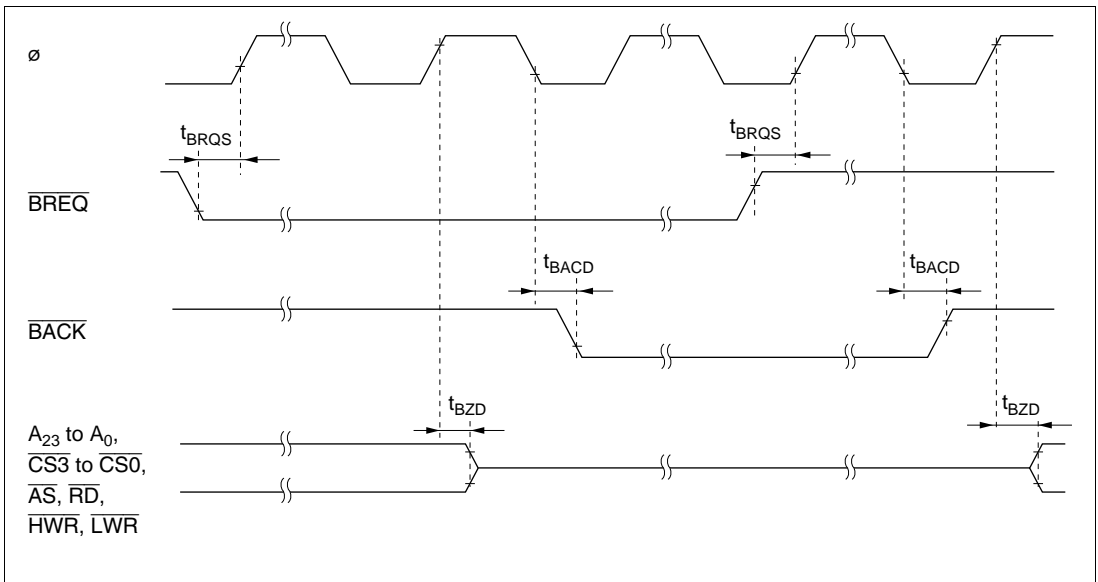 ø
tBRQS
tBRQS
BREQ
tBACD
tBACD
BACK
tBZD
tBZD
A23 to A0,
CS3 to CS0,
AS, RD,
HWR, LWR